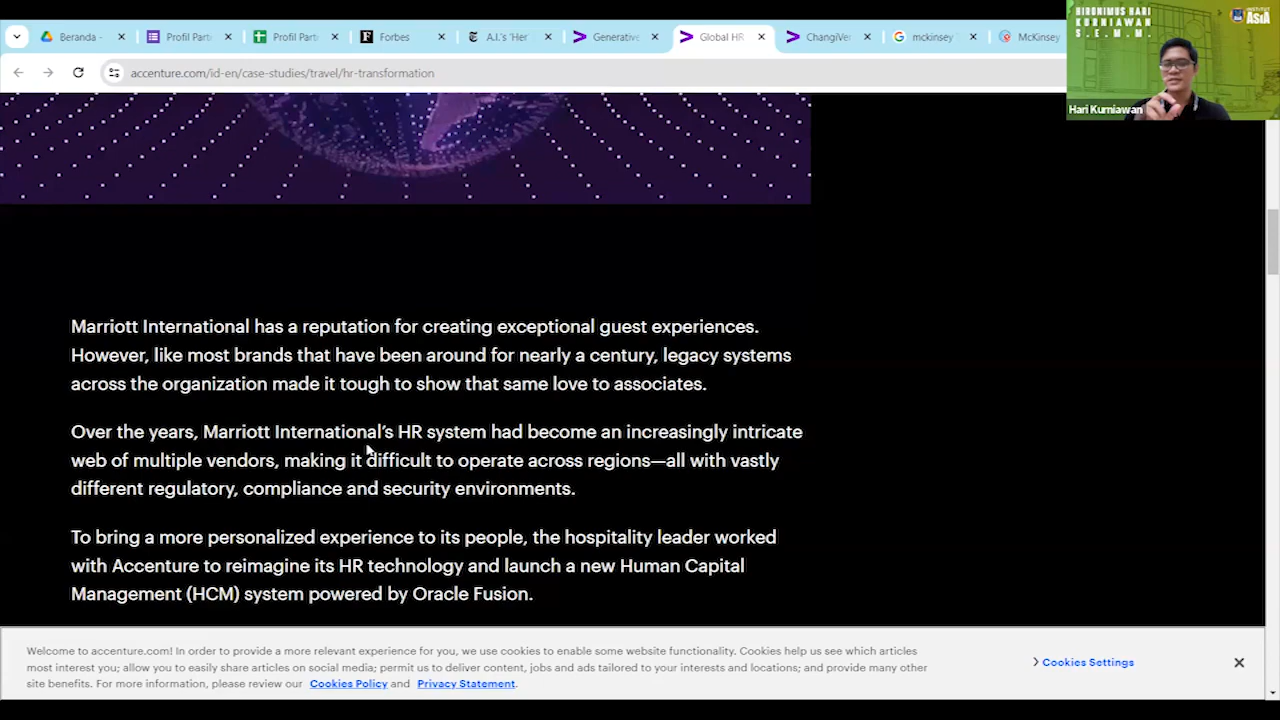 Beranda -
Profil Parti
Profil Parti
Forbes
A.I.'s 'Her'
Generative
Global HR
ChangiVer
mckinsey
McKinsey
accenture.com/id-en/case-studies/travel/hr-transformation
HIRONIMUS HARI
KURNIAWAN
S.E.M.M.
INSTITUT
ASIA
Hari Kurniawan
Marriott International has a reputation for creating exceptional guest experiences.
However, like most brands that have been around for nearly a century, legacy systems
across the organization made it tough to show that same love to associates.
Over the years, Marriott International’s HR system had become an increasingly intricate
web of multiple vendors, making it difficult to operate across regions—all with vastly
different regulatory, compliance and security environments.
To bring a more personalized experience to its people, the hospitality leader worked
with Accenture to reimagine its HR technology and launch a new Human Capital
Management (HCM) system powered by Oracle Fusion.
Welcome to accenture.com! In order to provide a more relevant experience for you, we use cookies to enable some website functionality. Cookies help us see which articles
most interest you; allow you to easily share articles on social media; permit us to deliver content, jobs and ads tailored to your interests and locations; and provide many other
site benefits. For more information, please review our Cookies Policy and Privacy Statement.
Cookies Settings